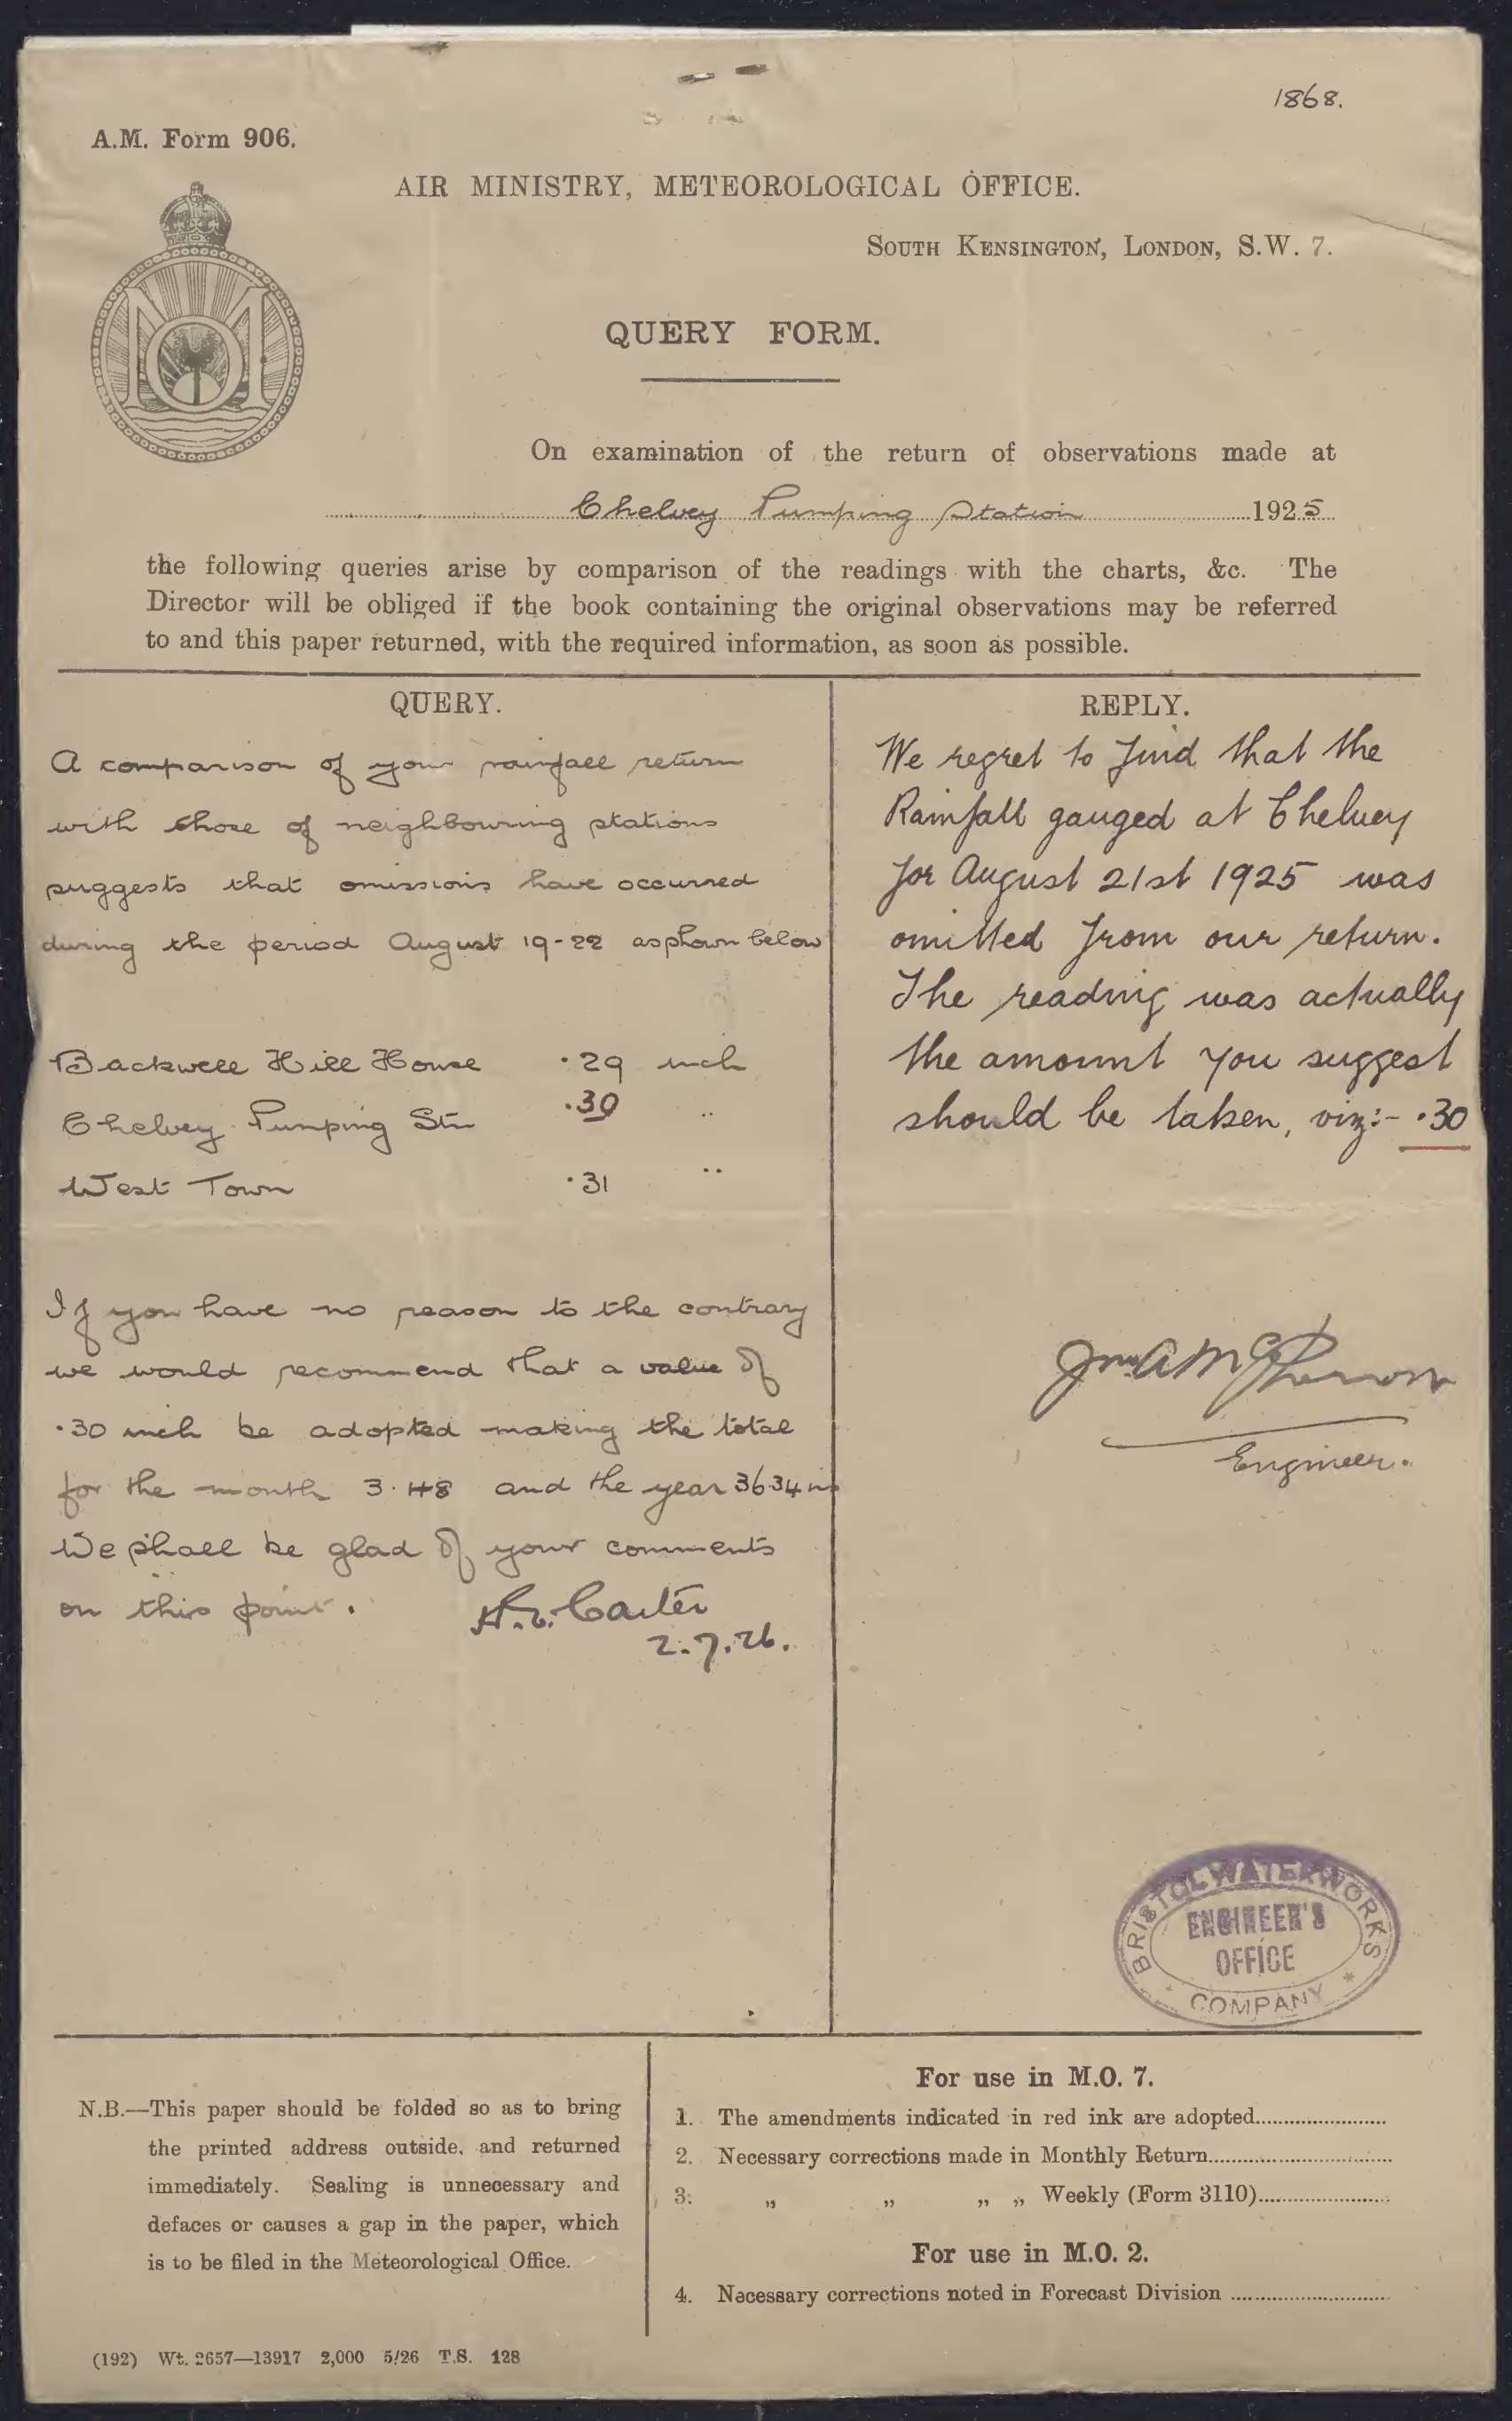 1868.
A.M. Form 906.
AIR MINISTRY, METEOROLOGICAL OFFICE.
SOUTH KENSINGTON, LONDON, S.W. 7.
MO
QUERY FORM.
On examination of the return of observations made at
Chelvey Pumping Station 1925
the following queries arise by comparison of the readings with the charts, &c. The
Director will be obliged if the book containing the original observations may be referred
to and this paper returned, with the required information, as soon as possible.
QUERY.
A comparison of your rainfall return
with those of neighbouring stations
suggests that omissions have occurred
during the period August 19-22 as shown below
Backwell Hill House .29 inch
Chelvey Pumping Stn .30 "
West Town .31 "
If you have no reason to the contrary
we would recommend that a value of
.30 inch be adopted making the total
for the month 3.48 and the year 36.34 ins
We shall be glad of your comments
on this point. Carter
2.7.26.
REPLY.
We regret to find that the
Rainfall gauged at Chelvey
for August 21st 1925 was
omitted from our return.
The reading was actually
the amount you suggest
should be taken, viz:- .30
Engineer.
BRISTOL WATERWORKS
ENGINEER'S
OFFICE
COMPANY
N.B.—This paper should be folded so as to bring
the printed address outside, and returned
immediately. Sealing is unnecessary and
defaces or causes a gap in the paper, which
is to be filed in the Meteorological Office.
(192) Wt. 2657—13917 2,000 5/26 T.S. 128
For use in M.O. 7.
1. The amendments indicated in red ink are adopted
2. Necessary corrections made in Monthly Return
3. „ „ „ „ Weekly (Form 3110)
For use in M.O. 2.
4. Necessary corrections noted in Forecast Division